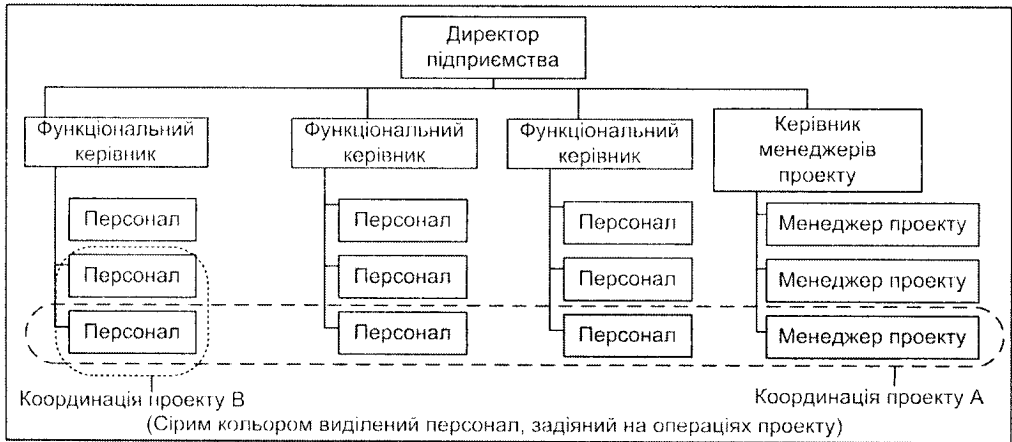 Директор
підприємства
Функціональний
керівник
Функціональний
керівник
Функціональний
керівник
Керівник
менеджерів
проекту
Персонал
Персонал
Персонал
Менеджер проекту
Персонал
Персонал
Персонал
Менеджер проекту
Персонал
Персонал
Персонал
Менеджер проекту
Координація проекту В
Координація проекту А
(Сірим кольором виділений персонал, задіяний на операціях проекту)